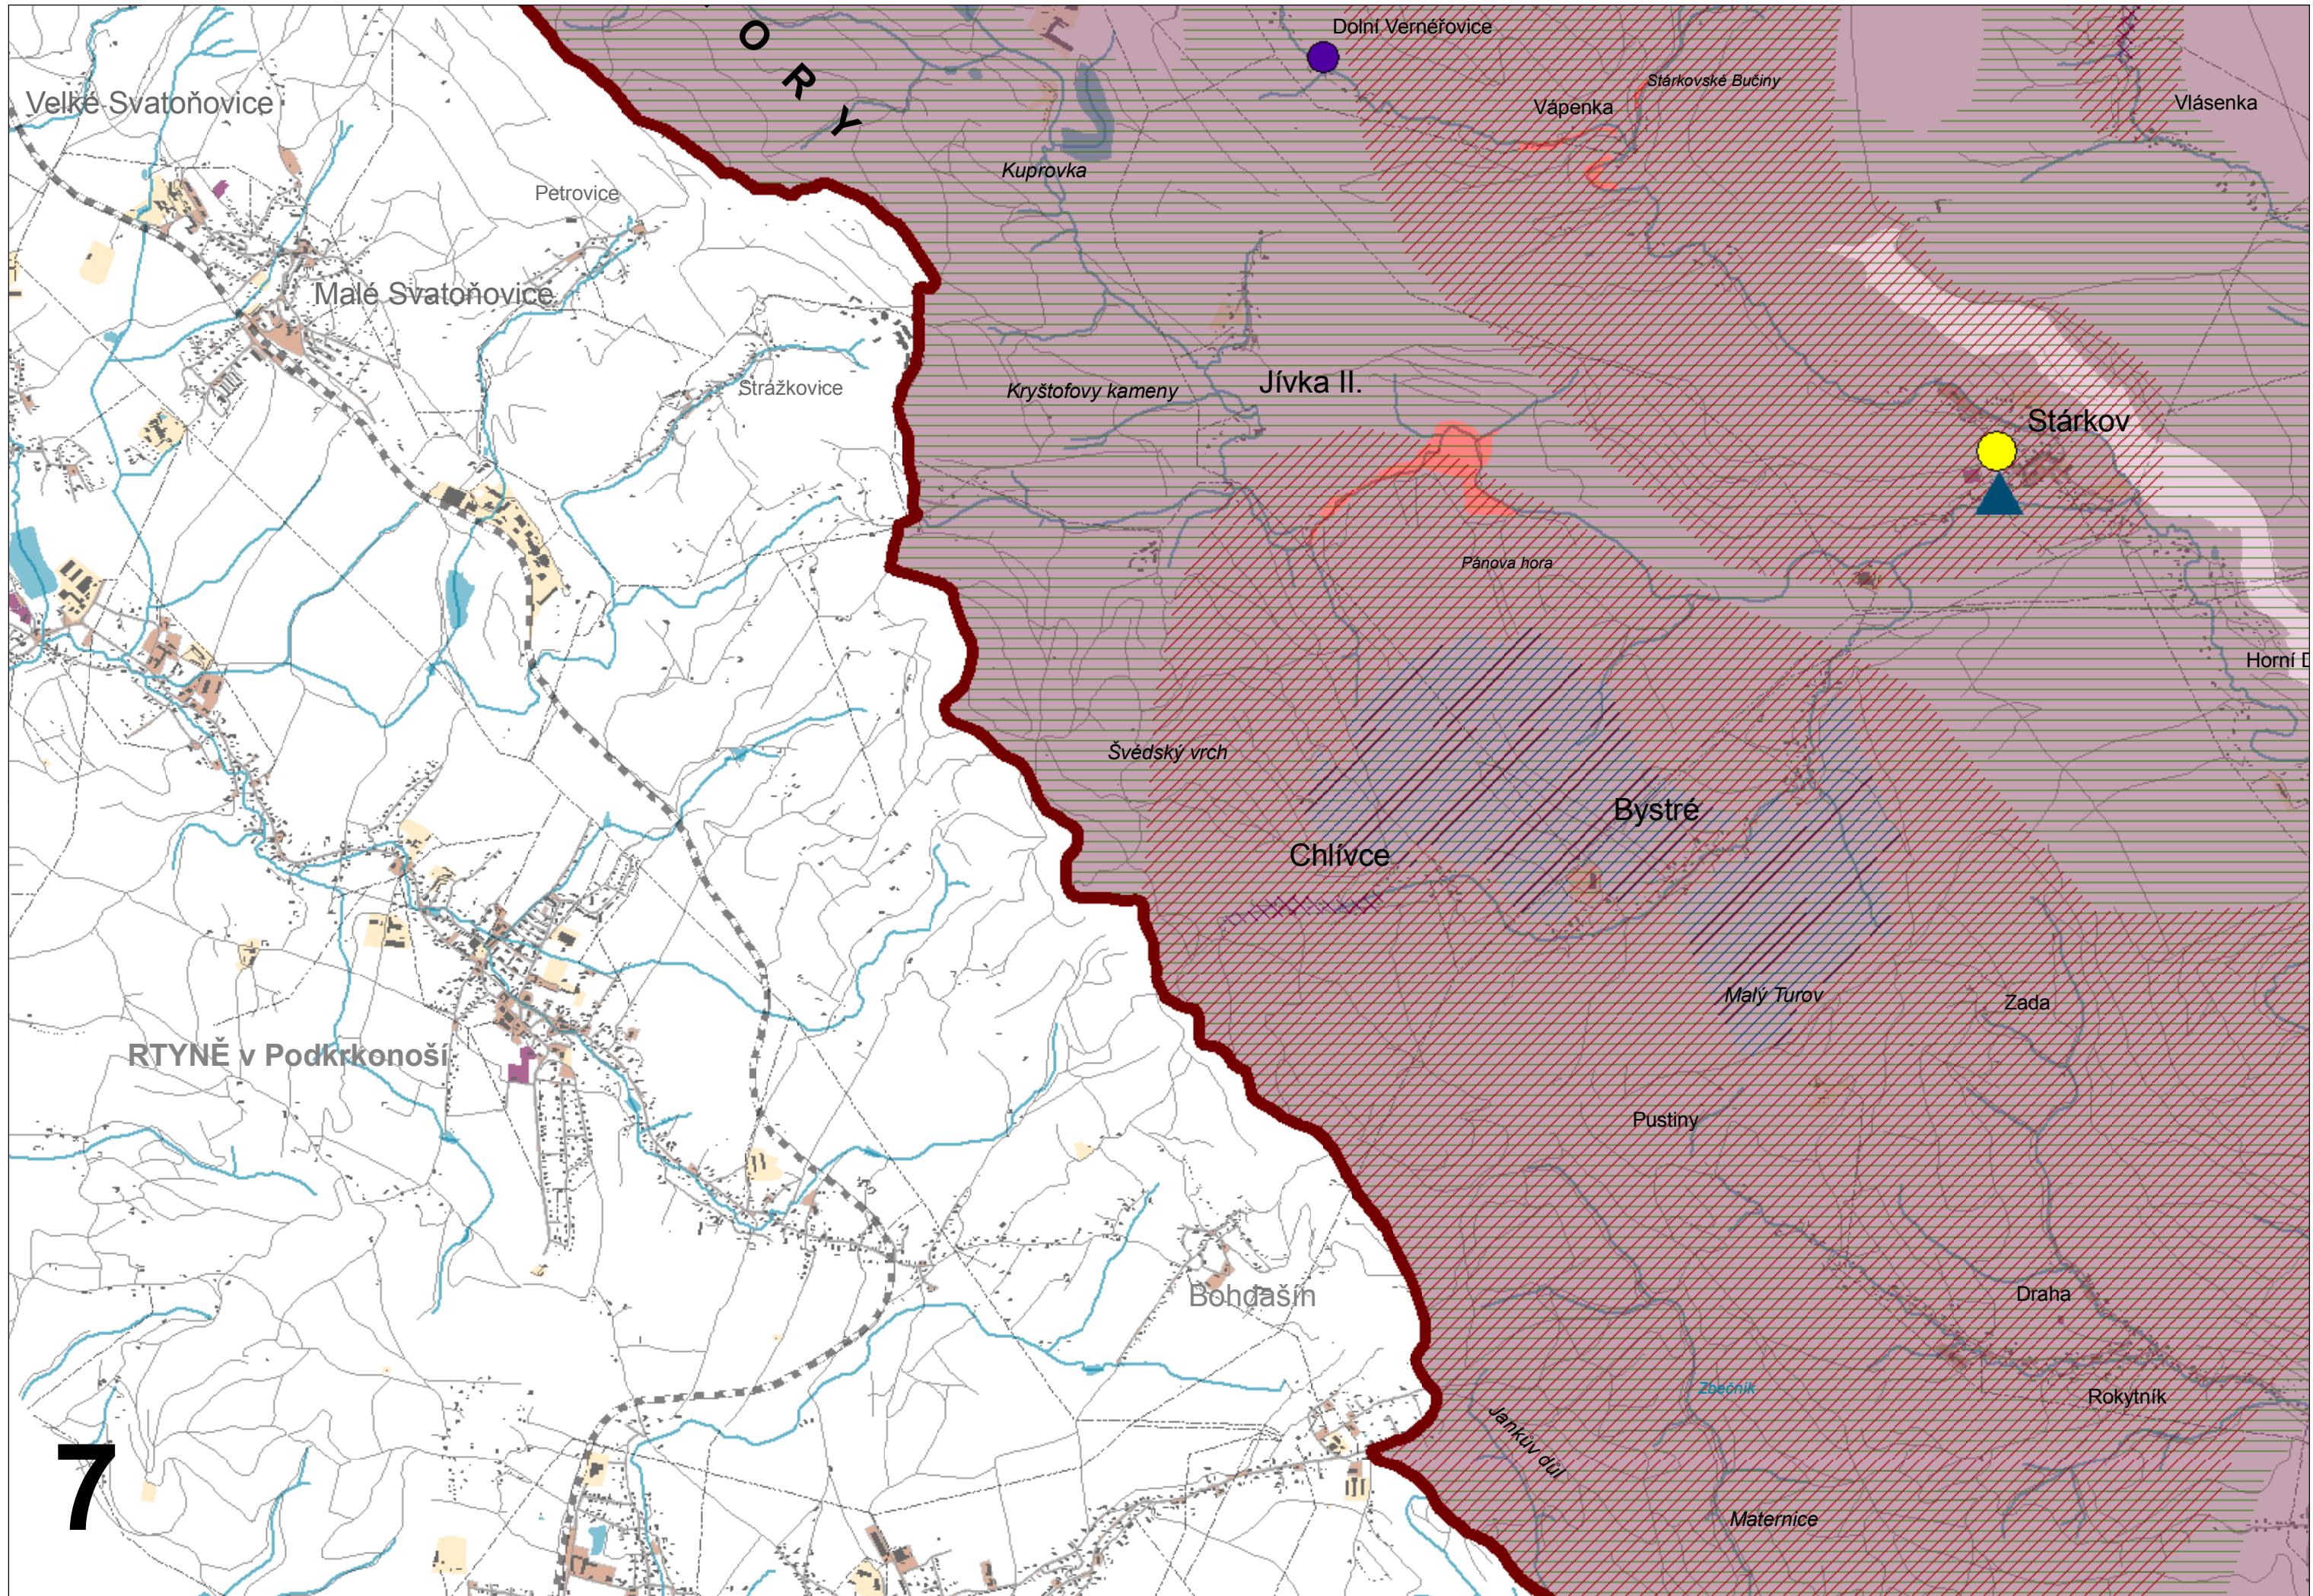 O
R
Y
Dolní Vernéřovice
Stárkovské Bučiny
Velké Svatoňovice
Vápenka
Vlásenka
Kuprovka
Petrovice
Malé Svatoňovice
Strážkovice
Kryštofovy kameny
Jívka II.
Stárkov
Pánova hora
Horní D
Švédský vrch
Bystré
Chlívce
Malý Turov
Zada
RTYNĚ v Podkrkonoší
Pustiny
Bohdašín
Draha
Zbečník
Rokytník
Jankův důl
7
Maternice